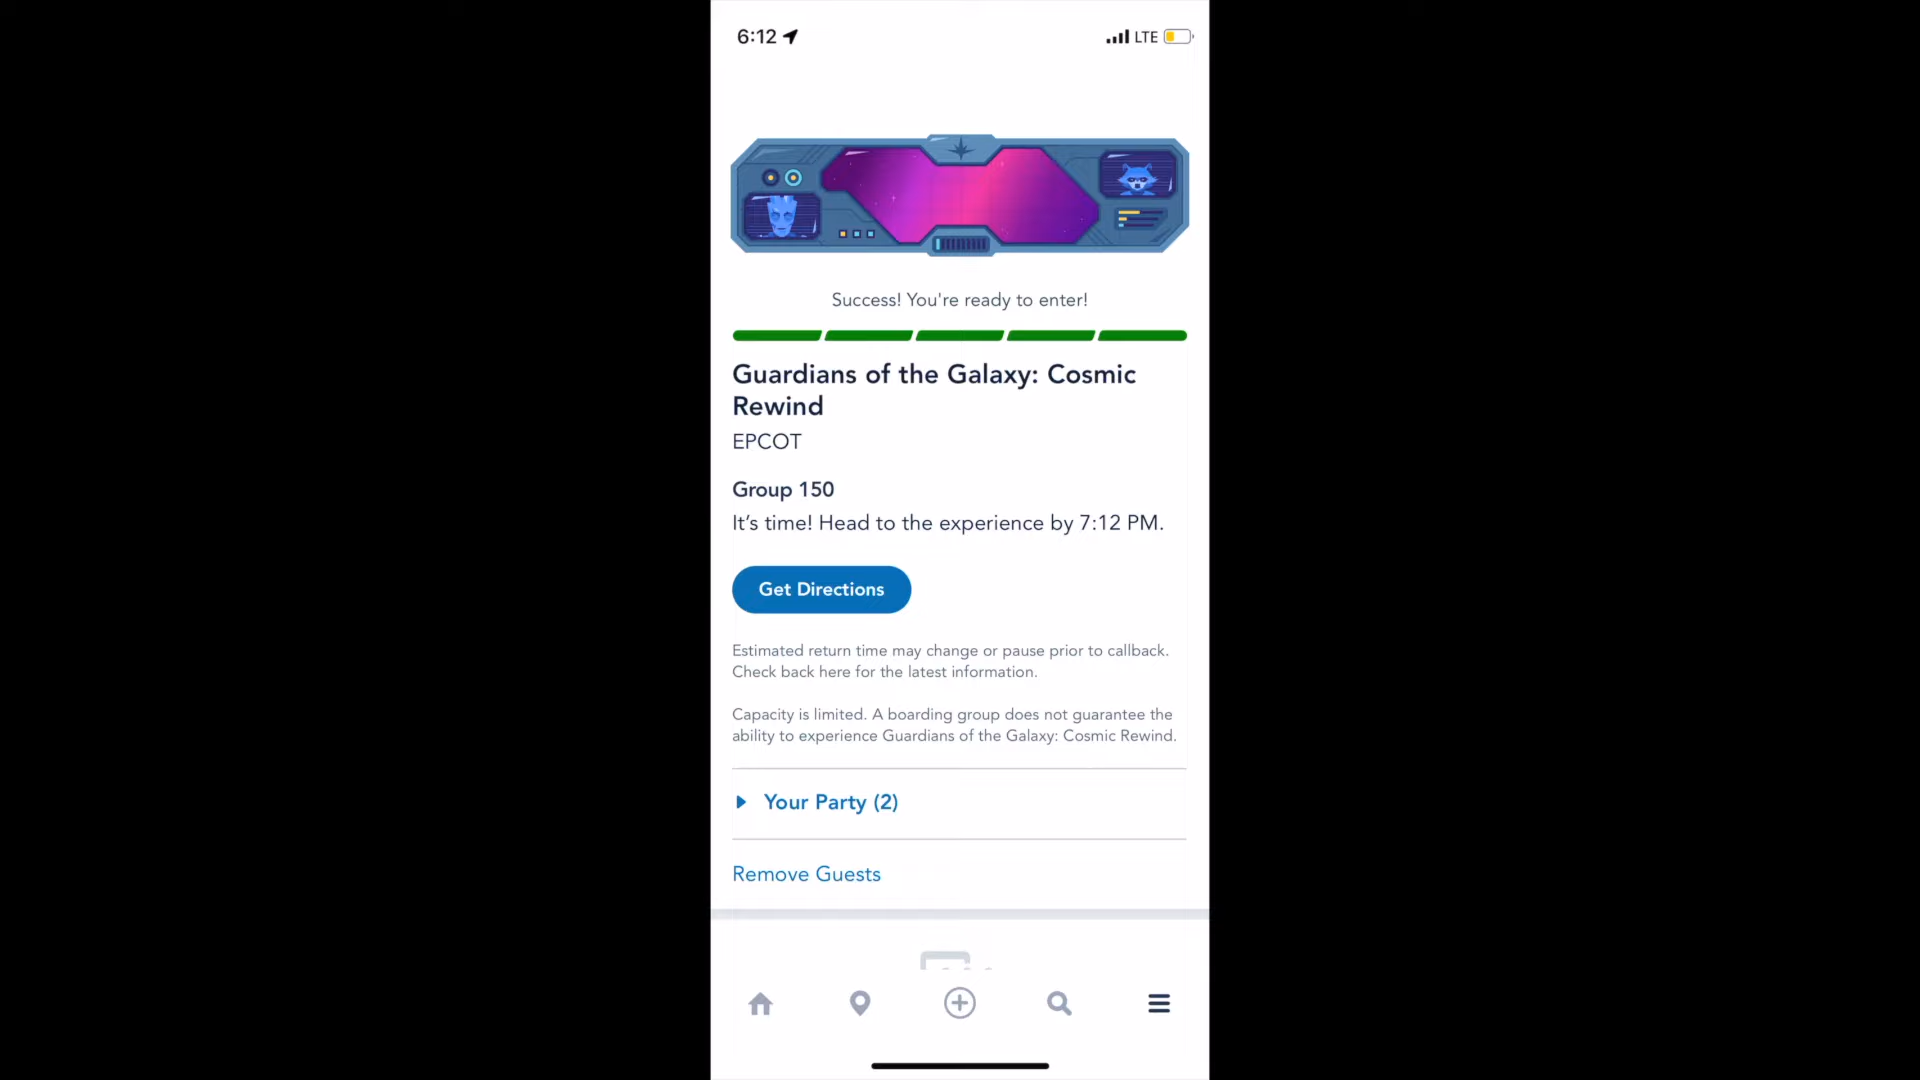 6:12
LTE
Success! You're ready to enter!
Guardians of the Galaxy: Cosmic
Rewind
EPCOT
Group 150
It’s time! Head to the experience by 7:12 PM.
Get Directions
Estimated return time may change or pause prior to callback.
Check back here for the latest information.
Capacity is limited. A boarding group does not guarantee the
ability to experience Guardians of the Galaxy: Cosmic Rewind.
Your Party (2)
Remove Guests